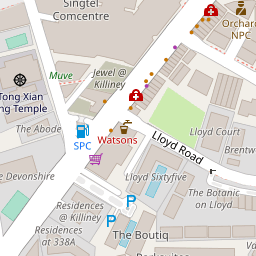 Singtel
Comcentre
Orchar
NPC
Muve
Jewel @
Killiney
Tong Xian
ng Temple
The Abode
SPC
Watsons
Lloyd Court
Lloyd Road
Brentw
e Devonshire
Lloyd Sixtyfive
The Botanic
on Lloyd
Residences
@ Killiney
P
P
Residences
at 338A
The Boutiq